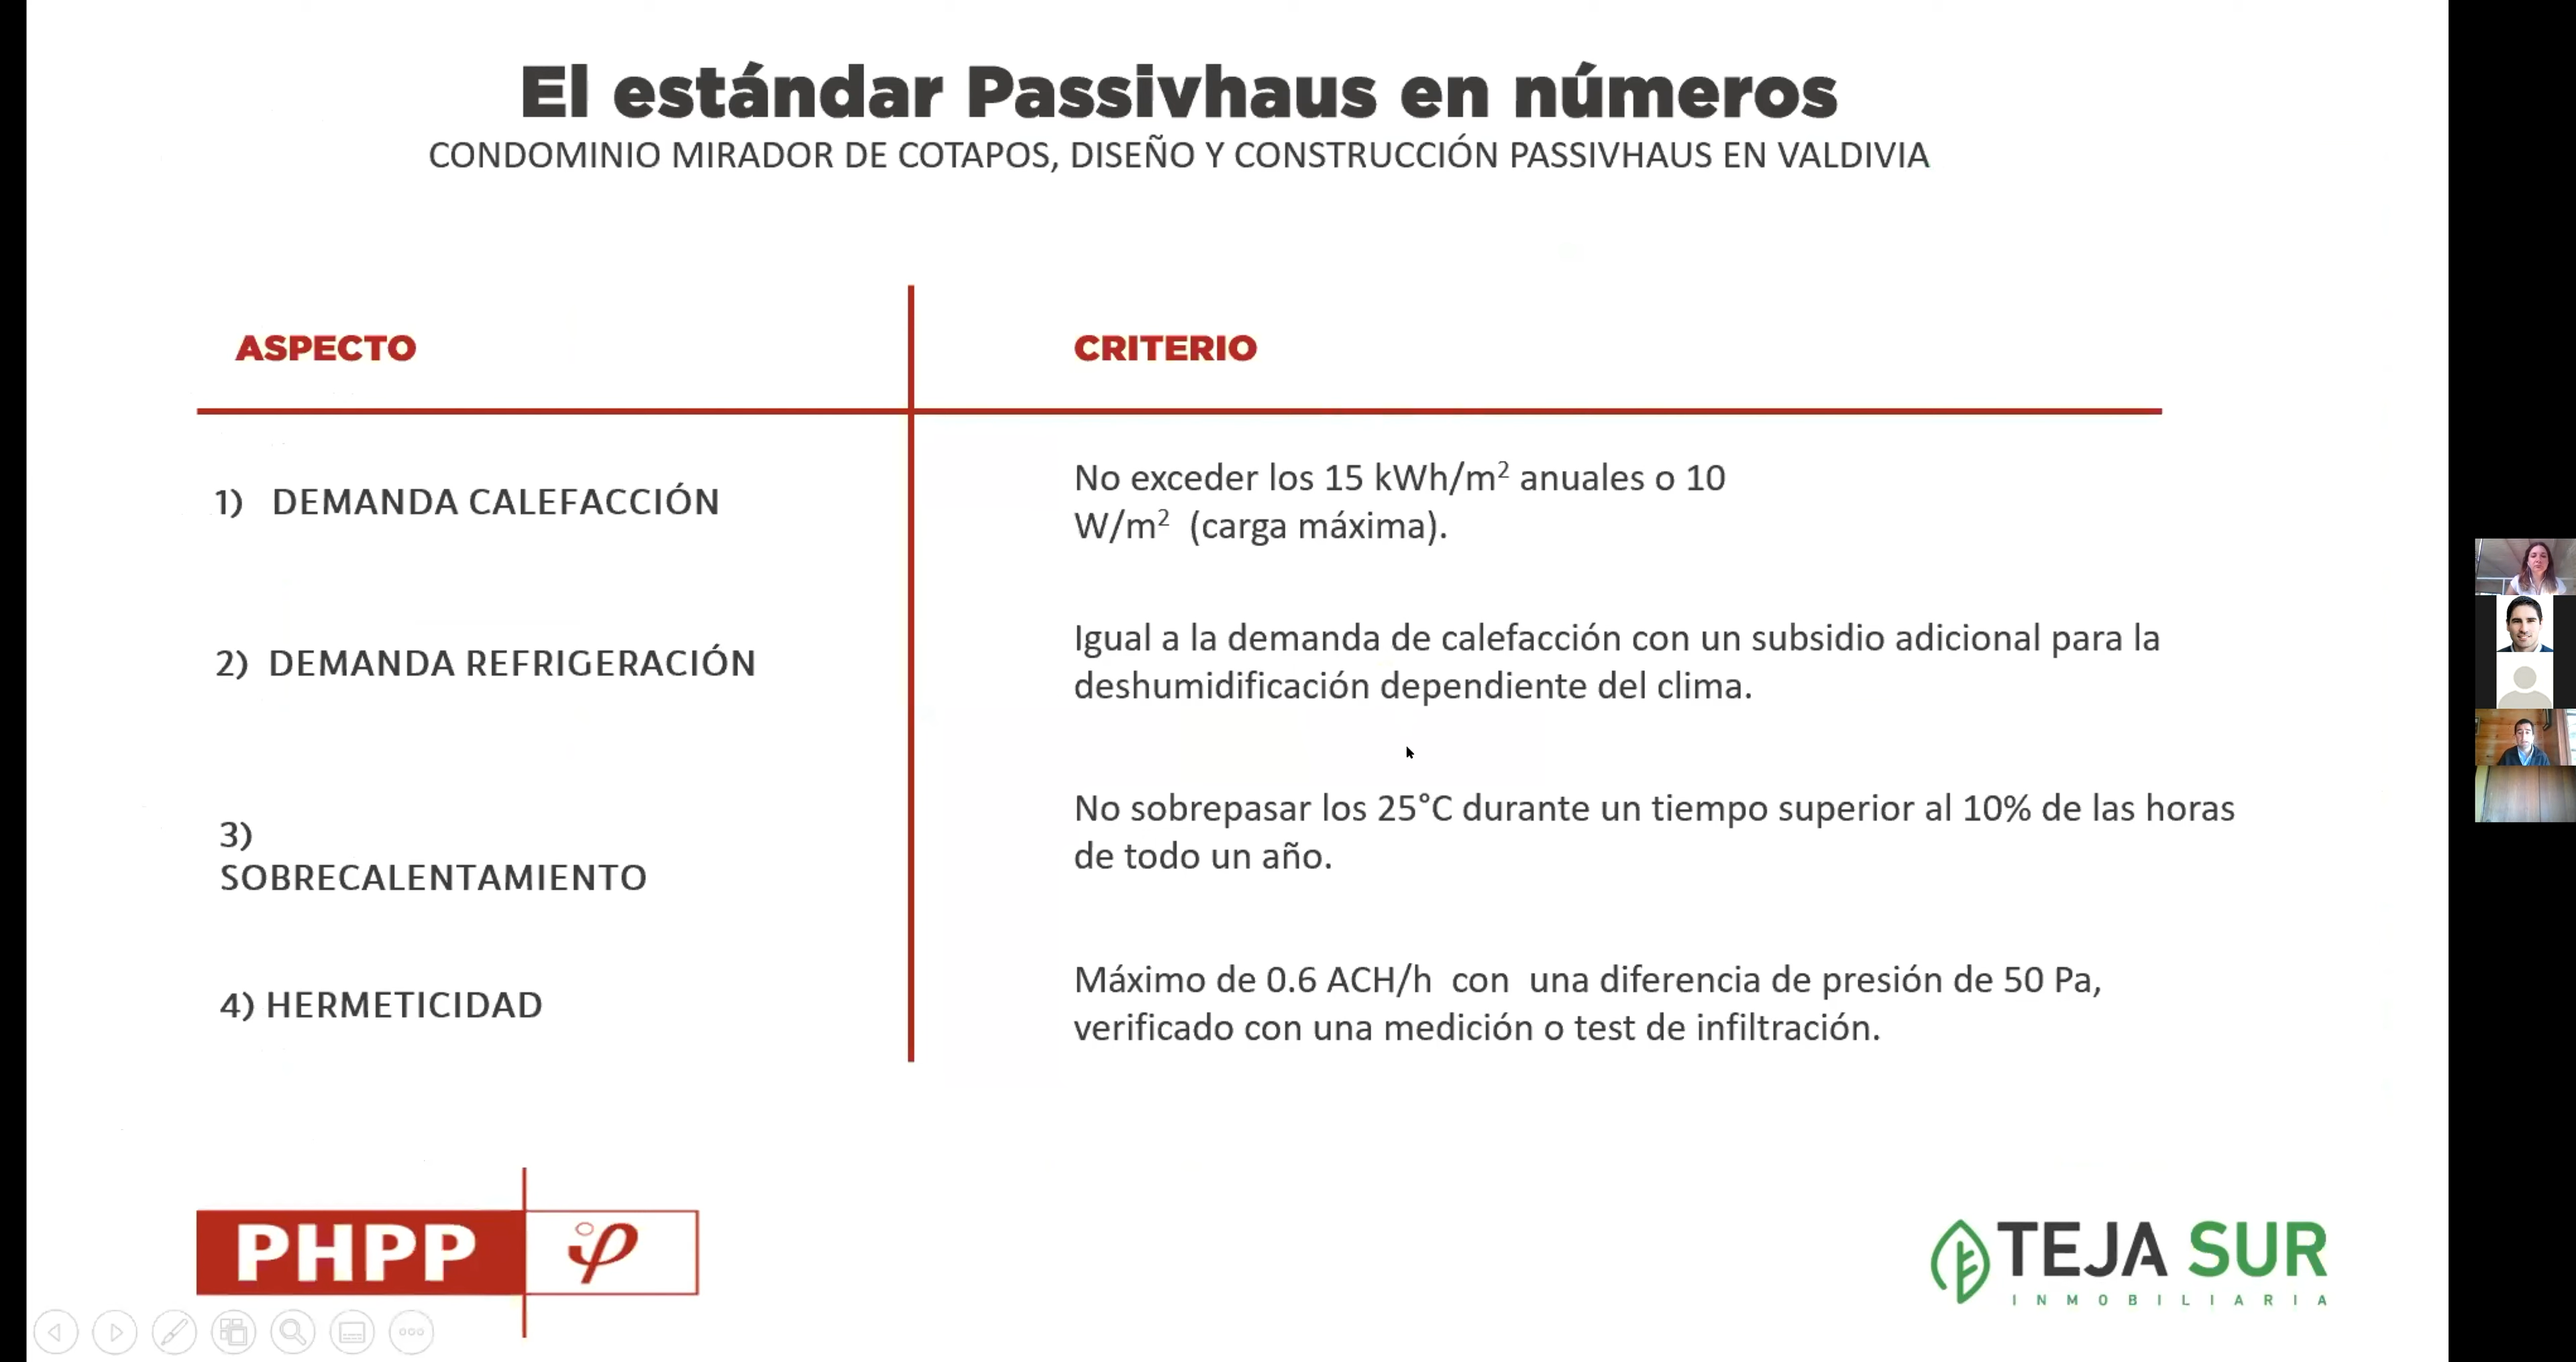 El estándar Passivhaus en números
CONDOMINIO MIRADOR DE COTAPOS, DISEÑO Y CONSTRUCCIÓN PASSIVHAUS EN VALDIVIA
ASPECTO
CRITERIO
1) DEMANDA CALEFACCIÓN
No exceder los 15 kWh/m² anuales o 10
W/m² (carga máxima).
2) DEMANDA REFRIGERACIÓN
Igual a la demanda de calefacción con un subsidio adicional para la
deshumidificación dependiente del clima.
3)
SOBRECALENTAMIENTO
No sobrepasar los 25°C durante un tiempo superior al 10% de las horas
de todo un año.
4) HERMETICIDAD
Máximo de 0.6 ACH/h con una diferencia de presión de 50 Pa,
verificado con una medición o test de infiltración.
PHPP
TEJA SUR
INMOBILIARIA